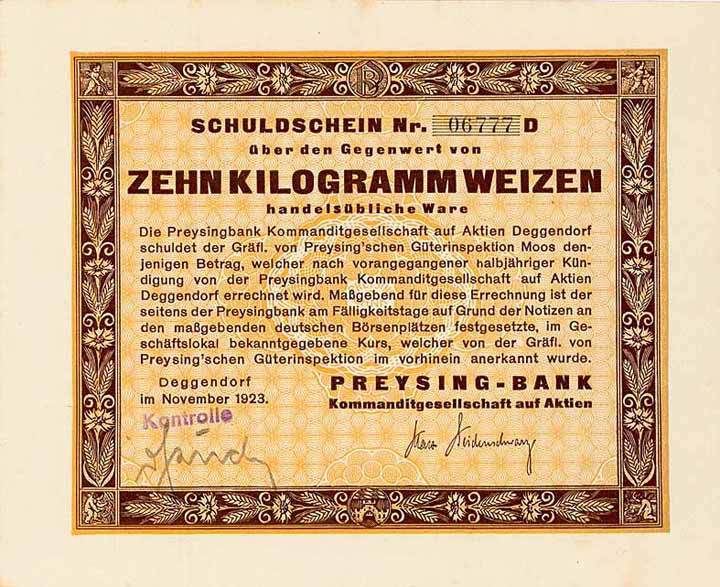 SCHULDSCHEIN Nr. 06777 D
über den Gegenwert von
ZEHN KILOGRAMM WEIZEN
handelsübliche Ware
Die Preysingbank Kommanditgesellschaft auf Aktien Deggendorf
schuldet der Gräfl. von Preysing'schen Güterinspektion Moos den-
jenigen Betrag, welcher nach vorangegangener halbjähriger Kün-
digung von der Preysingbank Kommanditgesellschaft auf Aktien
Deggendorf errechnet wird. Maßgebend für diese Errechnung ist der
seitens der Preysingbank am Fälligkeitstage auf Grund der Notizen an
den maßgebenden deutschen Börsenplätzen festgesetzte, im Ge-
schäftslokal bekanntgegebene Kurs, welcher von der Gräfl. von
Preysing'schen Güterinspektion im vorhinein anerkannt wurde.
Deggendorf
im November 1923.
PREYSING-BANK
Kommanditgesellschaft auf Aktien
Kontrolle